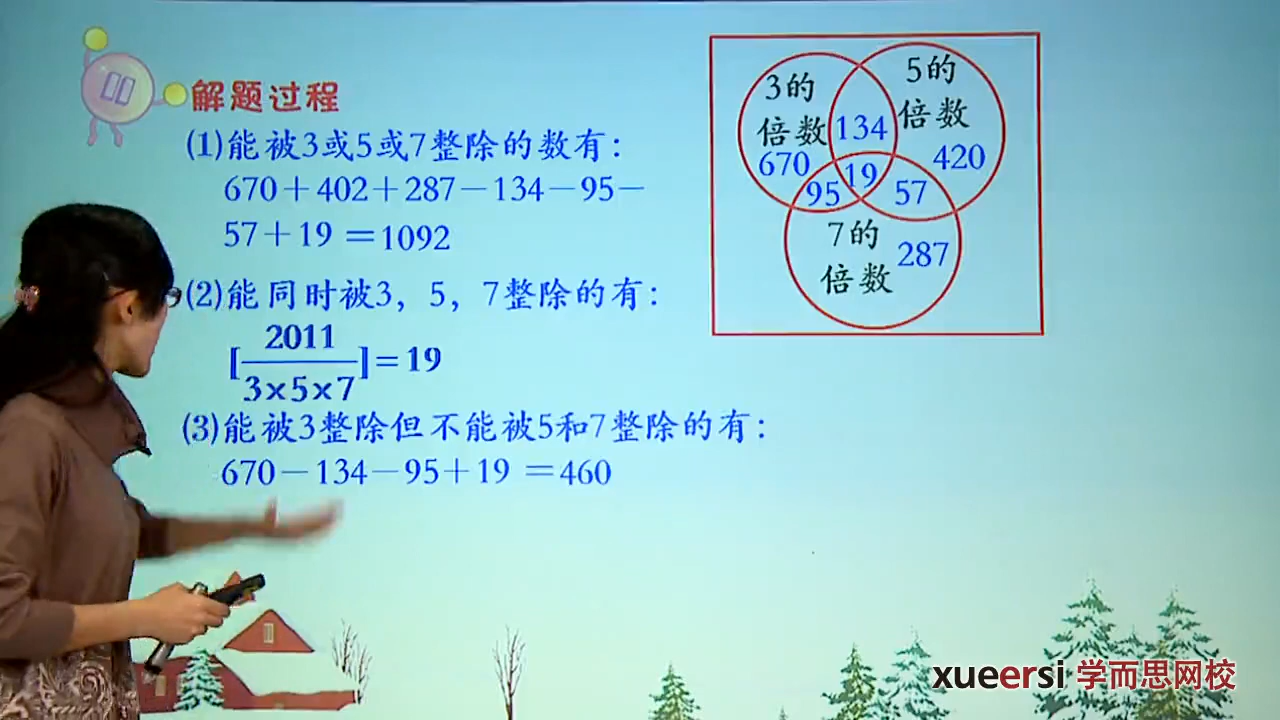 解题过程
(1)能被3或5或7整除的数有：
670＋402＋287－134－95－
57＋19 ＝1092
(2)能同时被3，5，7整除的有：
[2011/3×5×7]＝19
(3)能被3整除但不能被5和7整除的有：
670－134－95＋19 ＝460
3的
倍数
670
134
5的
倍数
420
95
19
57
7的
倍数
287
xueersi 学而思网校